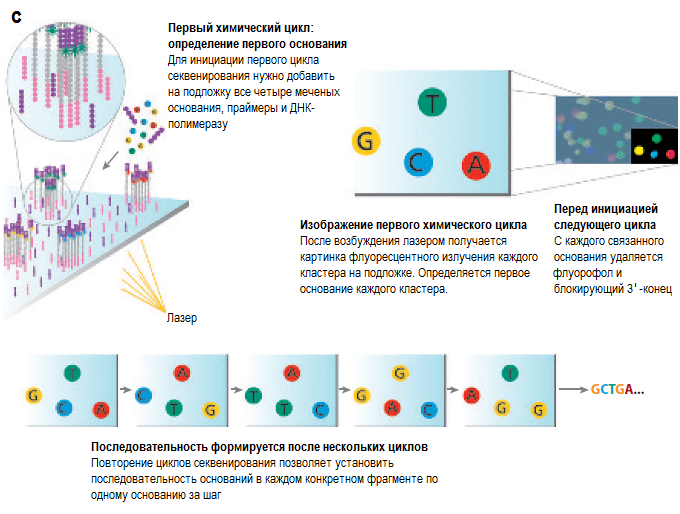 c
Первый химический цикл:
определение первого основания
Для инициации первого цикла
секвенирования нужно добавить
на подложку все четыре меченых
основания, праймеры и ДНК-
полимеразу
T
G
C
A
Изображение первого химического цикла
После возбуждения лазером получается
картинка флуоресцентного излучения каждого
кластера на подложке. Определяется первое
основание каждого кластера.
Перед инициацией
следующего цикла
С каждого связанного
основания удаляется
флуорофол и
блокирующий 3'-конец
Лазер
T
G
C
A
A
C
T
G
A
T
T
C
G
G
A
C
T
A
G
G
GCTGA...
Последовательность формируется после нескольких циклов
Повторение циклов секвенирования позволяет установить
последовательность оснований в каждом конкретном фрагменте по
одному основанию за шаг